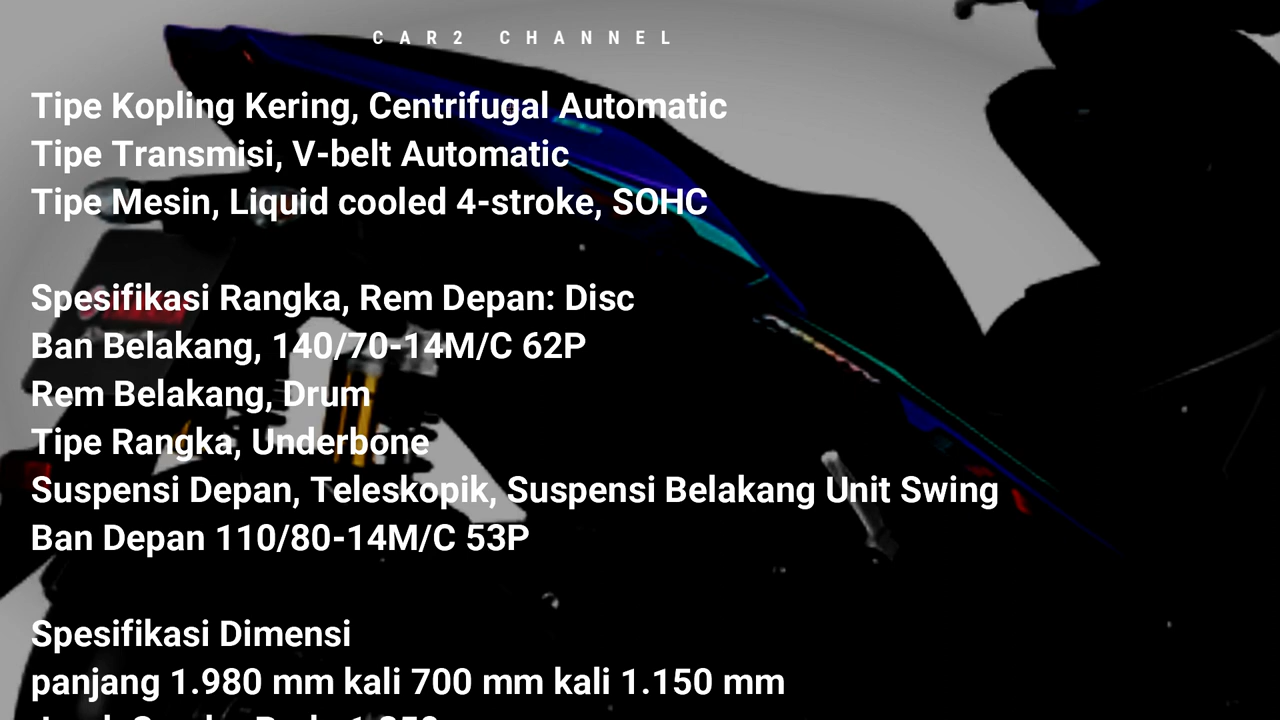 CAR2 CHANNEL
Tipe Kopling Kering, Centrifugal Automatic
Tipe Transmisi, V-belt Automatic
Tipe Mesin, Liquid cooled 4-stroke, SOHC
Spesifikasi Rangka, Rem Depan: Disc
Ban Belakang, 140/70-14M/C 62P
Rem Belakang, Drum
Tipe Rangka, Underbone
Suspensi Depan, Teleskopik, Suspensi Belakang Unit Swing
Ban Depan 110/80-14M/C 53P
Spesifikasi Dimensi
panjang 1.980 mm kali 700 mm kali 1.150 mm